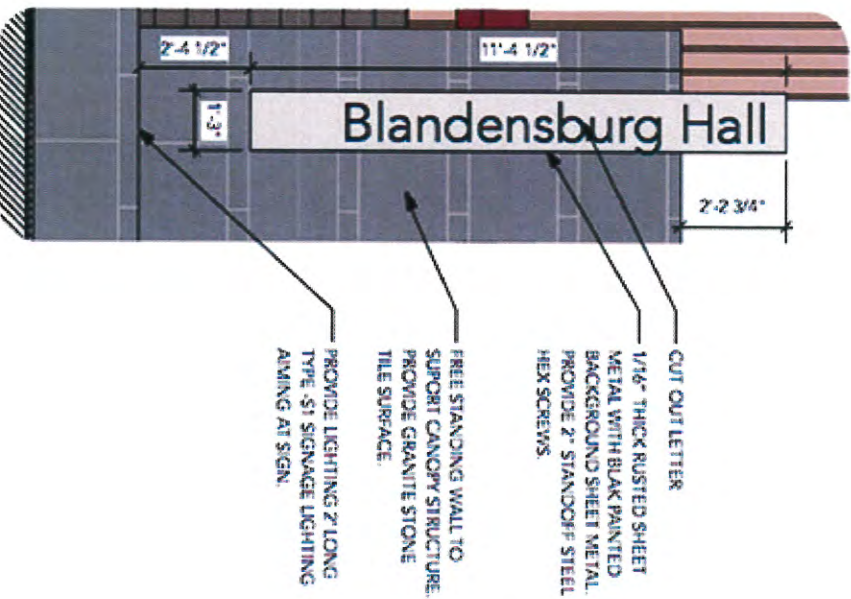 2'-4 1/2"
11'-4 1/2"
1'-3"
Blandensburg Hall
2'-2 3/4"
CUT OUT LETTER
1/16" THICK RUSTED SHEET
METAL WITH BLAK PAINTED
BACKGROUND SHEET METAL.
PROVIDE 2" STANDOFF STEEL
HEX SCREWS.
FREE STANDING WALL TO
SUPORT CANOPY STRUCTURE.
PROVIDE GRANITE STONE
TILE SURFACE.
PROVIDE LIGHTING 2' LONG
TYPE -S1 SIGNAGE LIGHTING
AIMING AT SIGN.